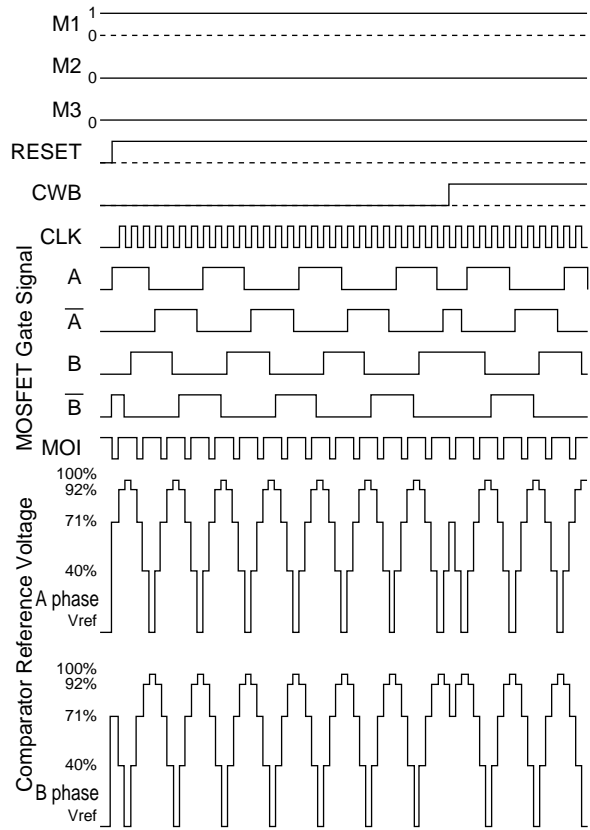 M1 1
0
M2 0
M3 0
RESET
CWB
CLK
MOSFET Gate Signal
A
A̅
B
B̅
MOI
Comparator Reference Voltage
100%
92%
71%
40%
A phase
Vref
100%
92%
71%
40%
B phase
Vref